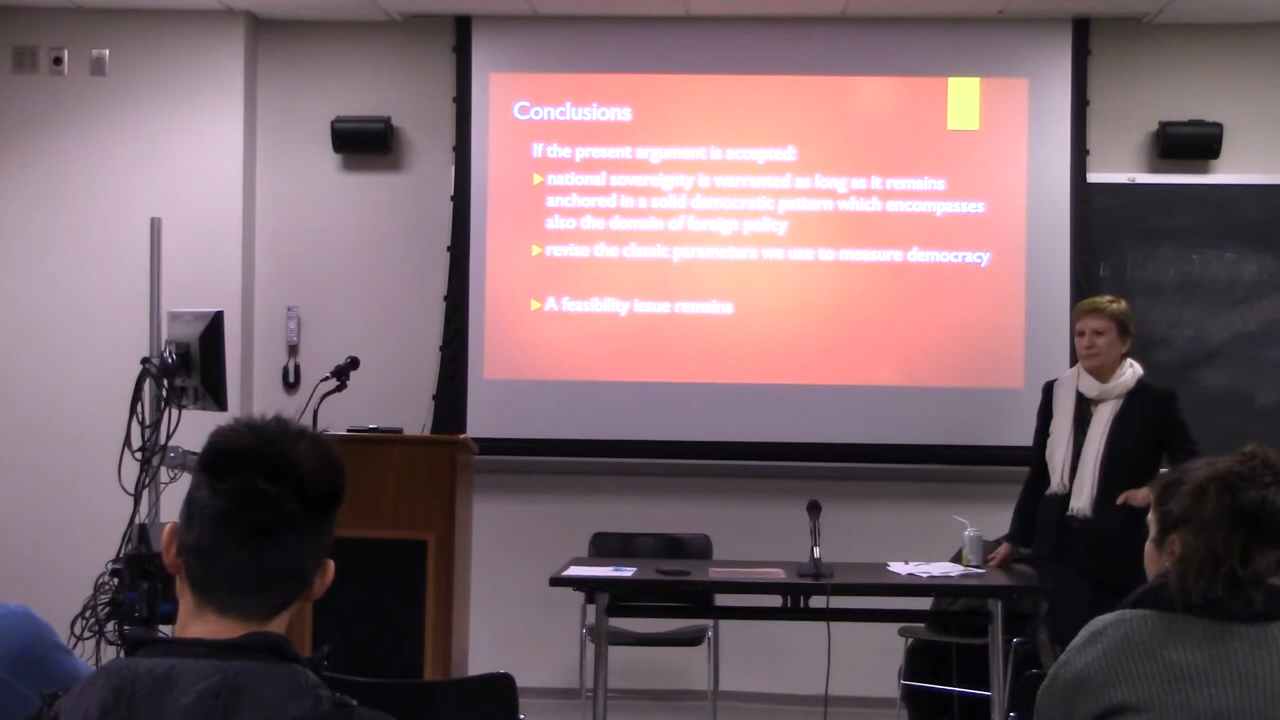 Conclusions
If the present argument is accepted:
national sovereignty is warranted as long as it remains
anchored in a solid democratic pattern which encompasses
also the domain of foreign policy
revise the classic parameters we use to measure democracy
A feasibility issue remains